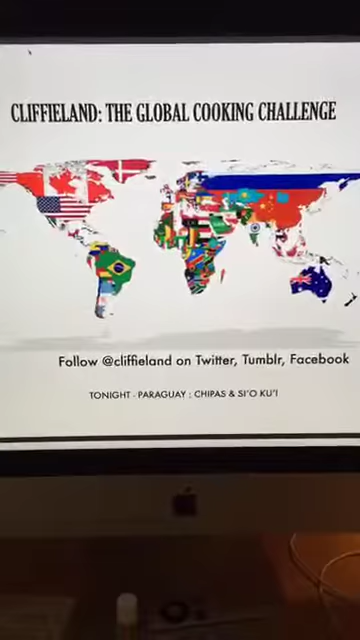 CLIFFIELAND: THE GLOBAL COOKING CHALLENGE
Follow @cliffieland on Twitter, Tumblr, Facebook
TONIGHT - PARAGUAY : CHIPAS & SI'O KU'I